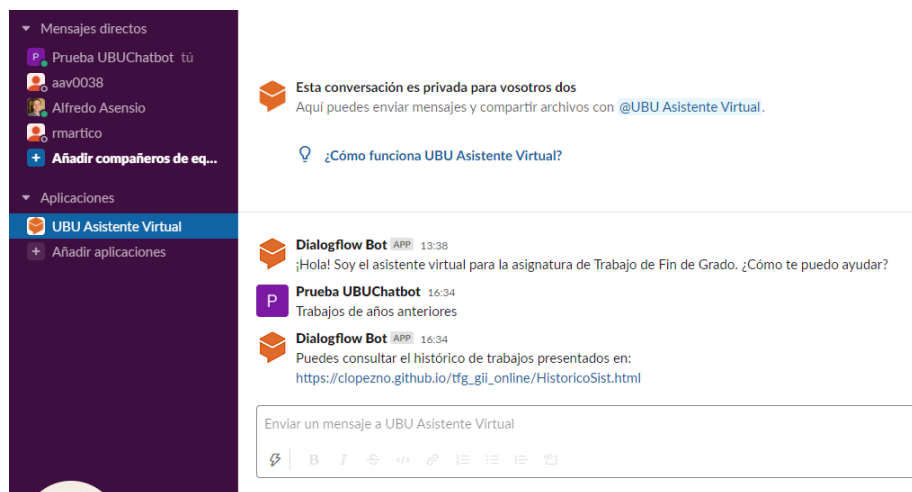 Mensajes directos
P Prueba UBUChatbot tú
aav0038
Alfredo Asensio
rmartico
+ Añadir compañeros de eq...
Aplicaciones
UBU Asistente Virtual
+ Añadir aplicaciones
Esta conversación es privada para vosotros dos
Aquí puedes enviar mensajes y compartir archivos con @UBU Asistente Virtual.
¿Cómo funciona UBU Asistente Virtual?
Dialogflow Bot APP 13:38
¡Hola! Soy el asistente virtual para la asignatura de Trabajo de Fin de Grado. ¿Cómo te puedo ayudar?
P Prueba UBUChatbot 16:34
Trabajos de años anteriores
Dialogflow Bot APP 16:34
Puedes consultar el histórico de trabajos presentados en:
https://clopezno.github.io/tfg_gii_online/HistoricoSist.html
Enviar un mensaje a UBU Asistente Virtual
B I S </>